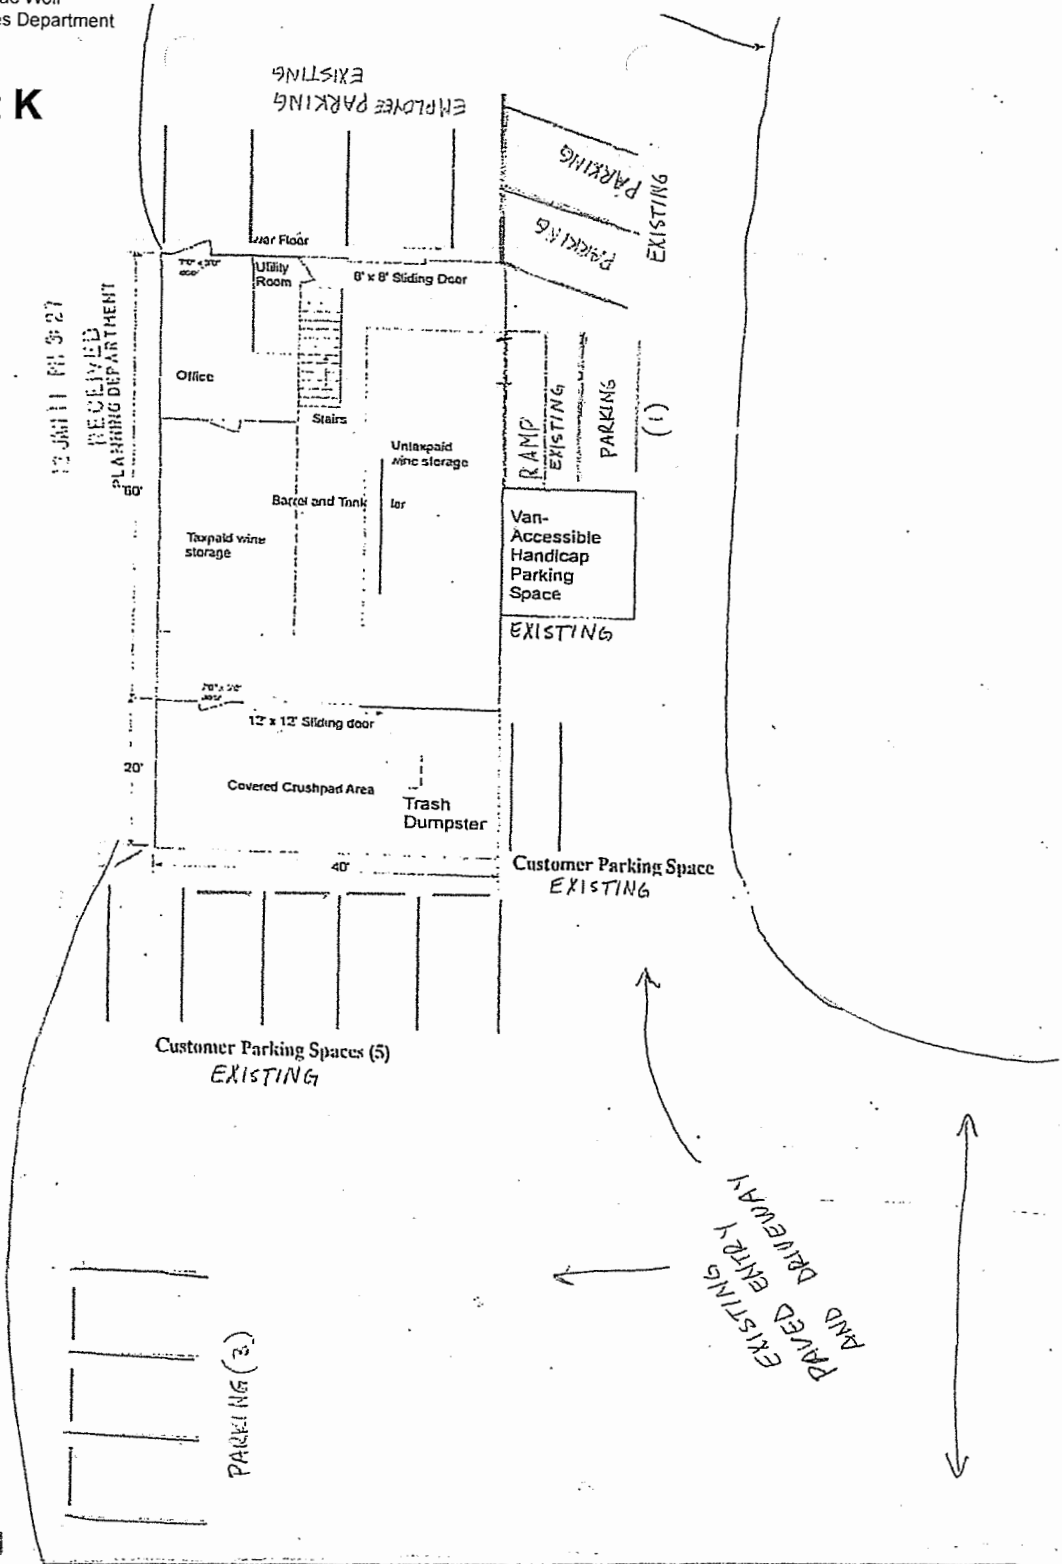 es Department
K
EMPLOYEE PARKING
EXISTING
PARKING
PARKING
EXISTING
Floor
Utility
Room
8' x 8' Sliding Door
RECEIVED
PLANNING DEPARTMENT
Office
Stairs
60'
Untaxpaid
wine storage
Barrel and Tank
Taxpaid wine
storage
RAMP
EXISTING
PARKING
(1)
Van-
Accessible
Handicap
Parking
Space
EXISTING
12' x 12' Sliding door
20'
Covered Crushpad Area
Trash
Dumpster
40'
Customer Parking Space
EXISTING
Customer Parking Spaces (5)
EXISTING
EXISTING
PAVED ENTRY
AND DRIVEWAY
PARKING (3)